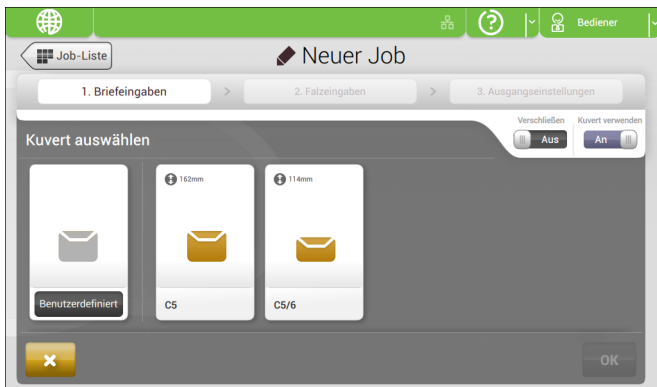 ?
Bediener
Job-Liste
Neuer Job
1. Briefeingaben
>
2. Falzeingaben
>
3. Ausgangseinstellungen
Verschließen
Kuvert verwenden
Aus
An
Kuvert auswählen
162mm
114mm
Benutzerdefiniert
C5
C5/6
OK